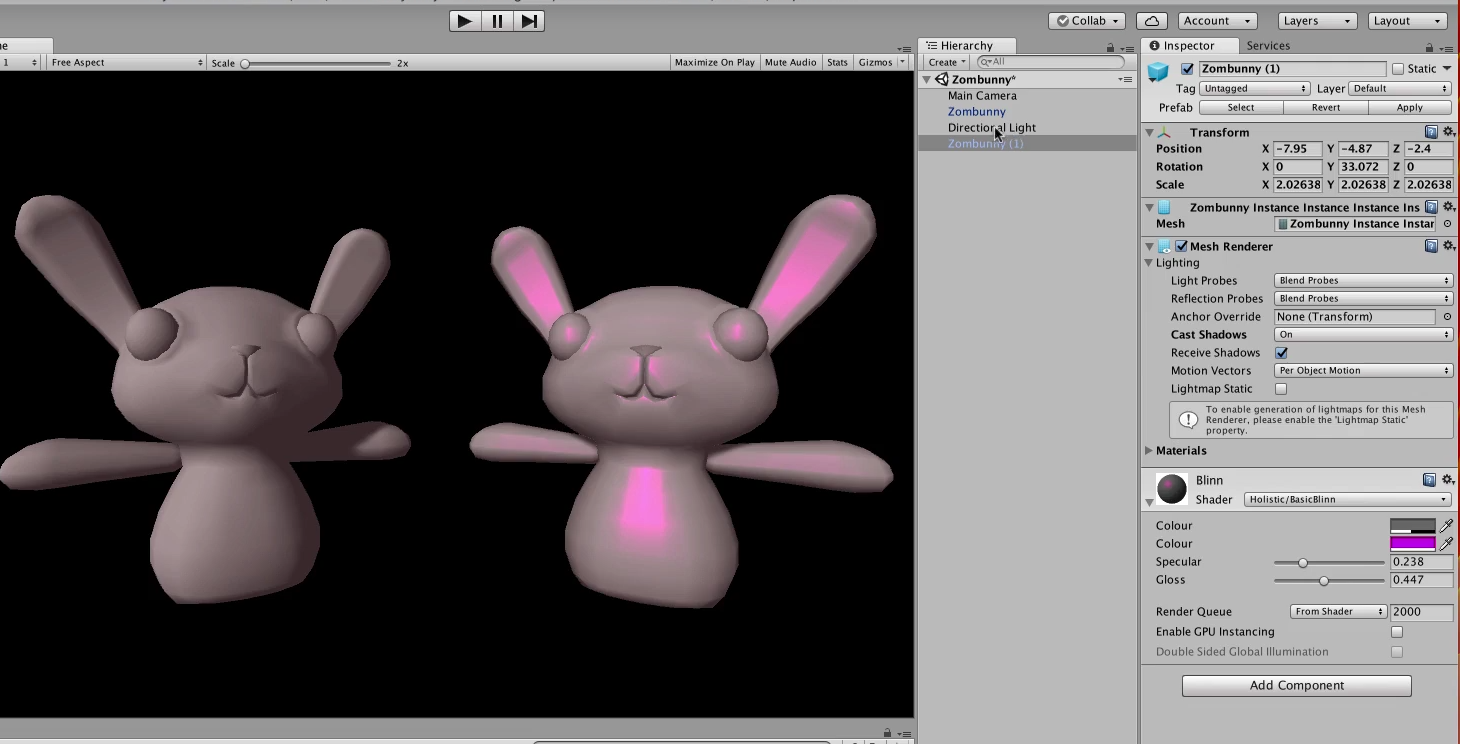 Collab
Account
Layers
Layout
1
Free Aspect
Scale
2x
Maximize On Play
Mute Audio
Stats
Gizmos
Hierarchy
Create
All
Zombunny*
Main Camera
Zombunny
Directional Light
Zombunny (1)
Inspector
Services
Zombunny (1)
Static
Tag
Untagged
Layer
Default
Prefab
Select
Revert
Apply
Transform
Position X -7.95 Y -4.87 Z -2.4
Rotation X 0 Y 33.072 Z 0
Scale X 2.02638 Y 2.02638 Z 2.02638
Zombunny Instance Instance Instance Ins
Mesh Zombunny Instance Instar
Mesh Renderer
Lighting
Light Probes Blend Probes
Reflection Probes Blend Probes
Anchor Override None (Transform)
Cast Shadows On
Receive Shadows
Motion Vectors Per Object Motion
Lightmap Static
To enable generation of lightmaps for this Mesh
Renderer, please enable the 'Lightmap Static'
property.
Materials
Blinn
Shader Holistic/BasicBlinn
Colour
Colour
Specular 0.238
Gloss 0.447
Render Queue From Shader 2000
Enable GPU Instancing
Double Sided Global Illumination
Add Component